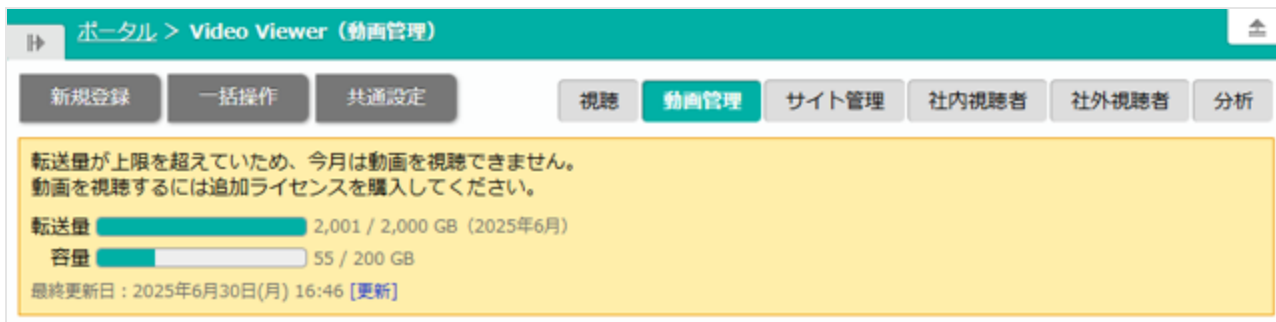 ポータル > Video Viewer（動画管理）
新規登録 一括操作 共通設定 視聴 動画管理 サイト管理 社内視聴者 社外視聴者 分析
転送量が上限を超えていため、今月は動画を視聴できません。
動画を視聴するには追加ライセンスを購入してください。
転送量 2,001 / 2,000 GB（2025年6月）
容量 55 / 200 GB
最終更新日：2025年6月30日(月) 16:46 [更新]